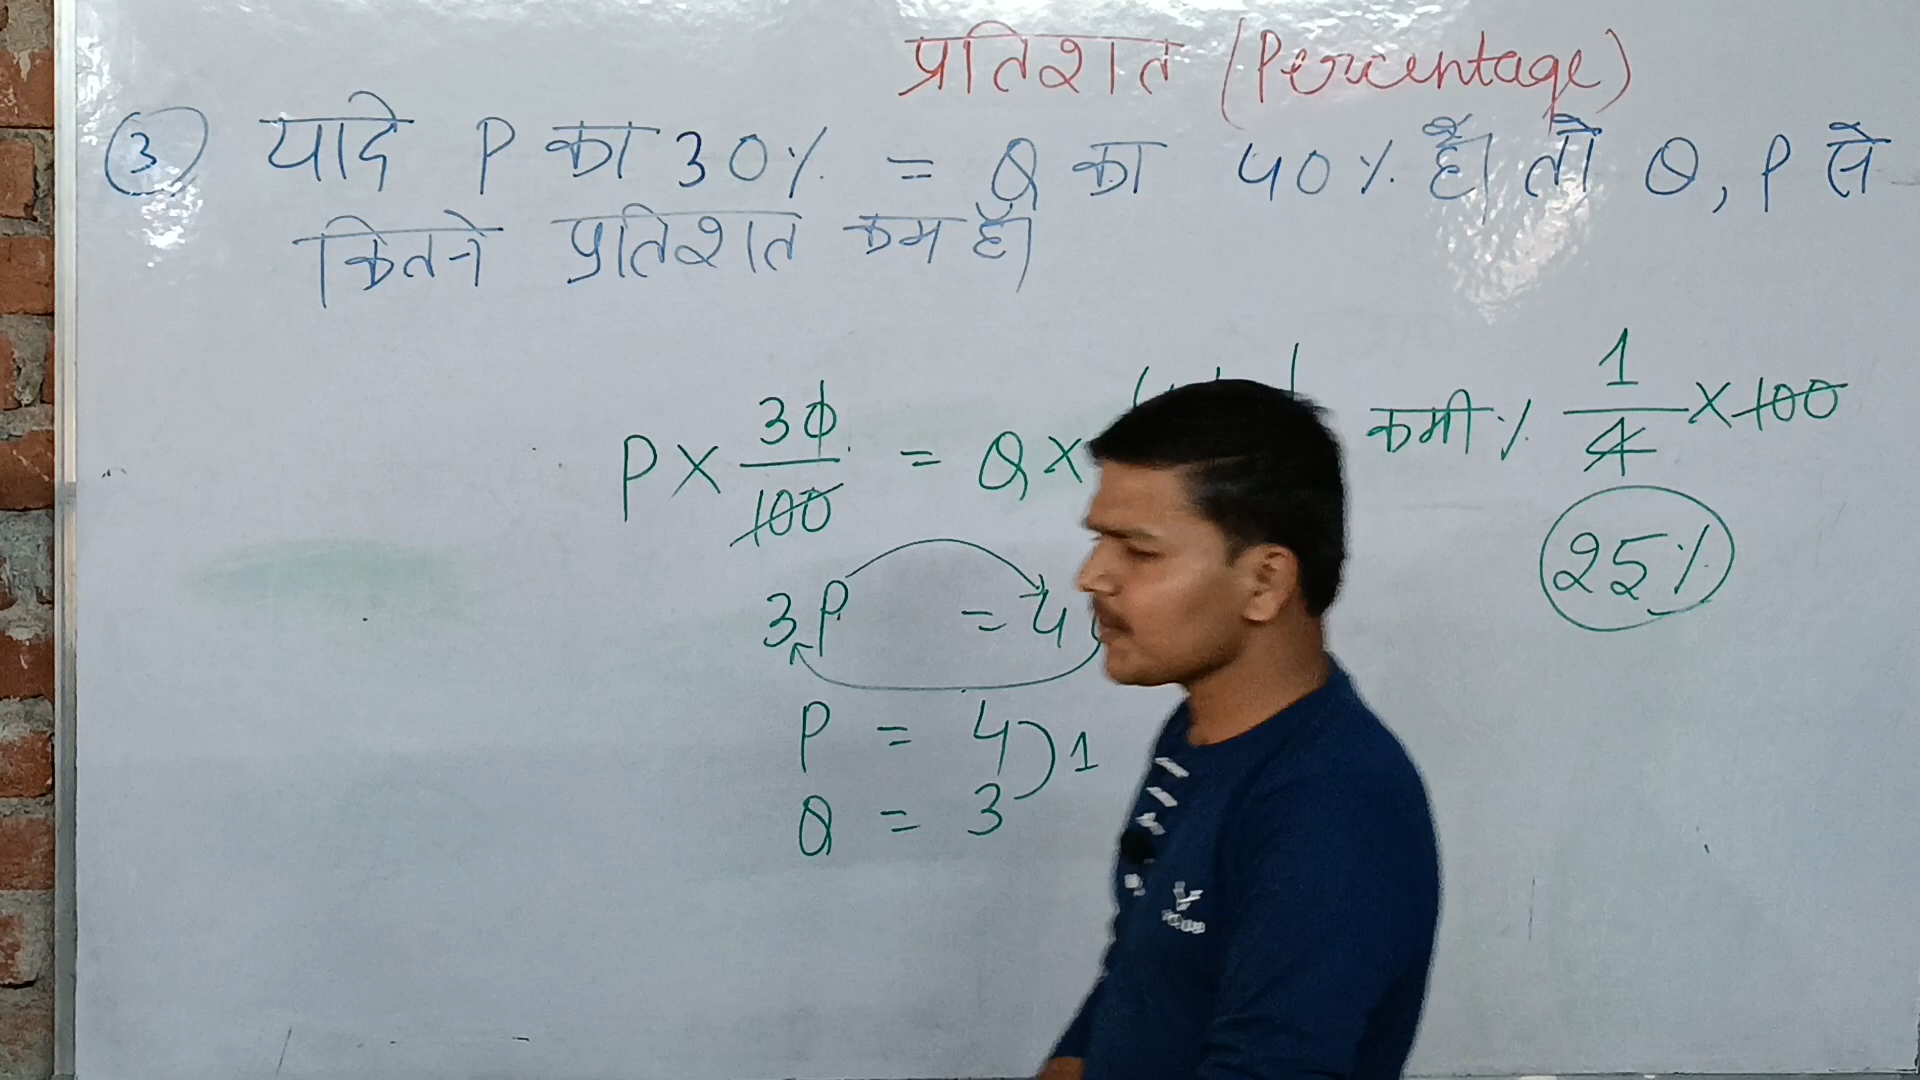 प्रतिशत (Percentage)
③ यदि P का 30% = Q का 40% है। तो Q, P से
कितने प्रतिशत कम है।
P × 30/100 = Q ×
3P = 4
P = 4 ) 1
Q = 3
कमी % 1/4 × 100
25%